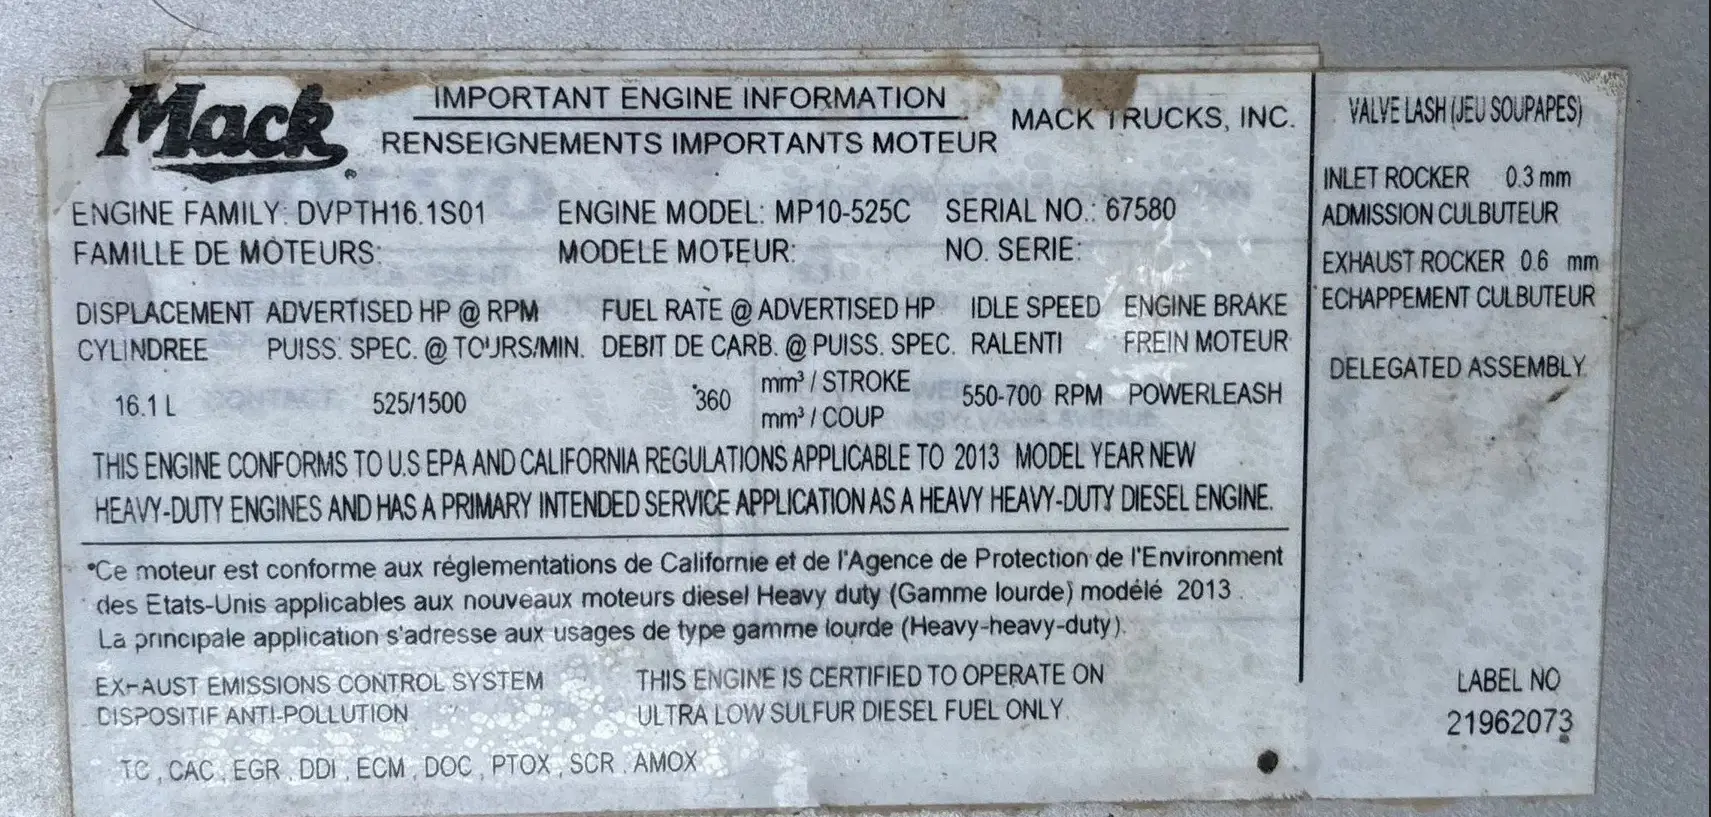 Mack
IMPORTANT ENGINE INFORMATION
RENSEIGNEMENTS IMPORTANTS MOTEUR
MACK TRUCKS, INC.
ENGINE FAMILY: DVPTH16.1S01 ENGINE MODEL: MP10-525C SERIAL NO.: 67580
FAMILLE DE MOTEURS: MODELE MOTEUR: NO. SERIE:
DISPLACEMENT ADVERTISED HP @ RPM FUEL RATE @ ADVERTISED HP IDLE SPEED ENGINE BRAKE
CYLINDREE PUISS. SPEC. @ TOURS/MIN. DEBIT DE CARB. @ PUISS. SPEC. RALENTI FREIN MOTEUR
16.1 L 525/1500 360 mm³ / STROKE 550-700 RPM POWERLEASH
mm³ / COUP
THIS ENGINE CONFORMS TO U.S EPA AND CALIFORNIA REGULATIONS APPLICABLE TO 2013 MODEL YEAR NEW
HEAVY-DUTY ENGINES AND HAS A PRIMARY INTENDED SERVICE APPLICATION AS A HEAVY HEAVY-DUTY DIESEL ENGINE.
*Ce moteur est conforme aux réglementations de Californie et de l'Agence de Protection de l'Environment
des Etats-Unis applicables aux nouveaux moteurs diesel Heavy duty (Gamme lourde) modélé 2013.
La principale application s'adresse aux usages de type gamme lourde (Heavy-heavy-duty).
EXHAUST EMISSIONS CONTROL SYSTEM
DISPOSITIF ANTI-POLLUTION
THIS ENGINE IS CERTIFIED TO OPERATE ON
ULTRA LOW SULFUR DIESEL FUEL ONLY
TC, CAC, EGR, DDI, ECM, DOC, PTOX, SCR, AMOX
VALVE LASH (JEU SOUPAPES)
INLET ROCKER 0.3 mm
ADMISSION CULBUTEUR
EXHAUST ROCKER 0.6 mm
ECHAPPEMENT CULBUTEUR
DELEGATED ASSEMBLY
LABEL NO
21962073